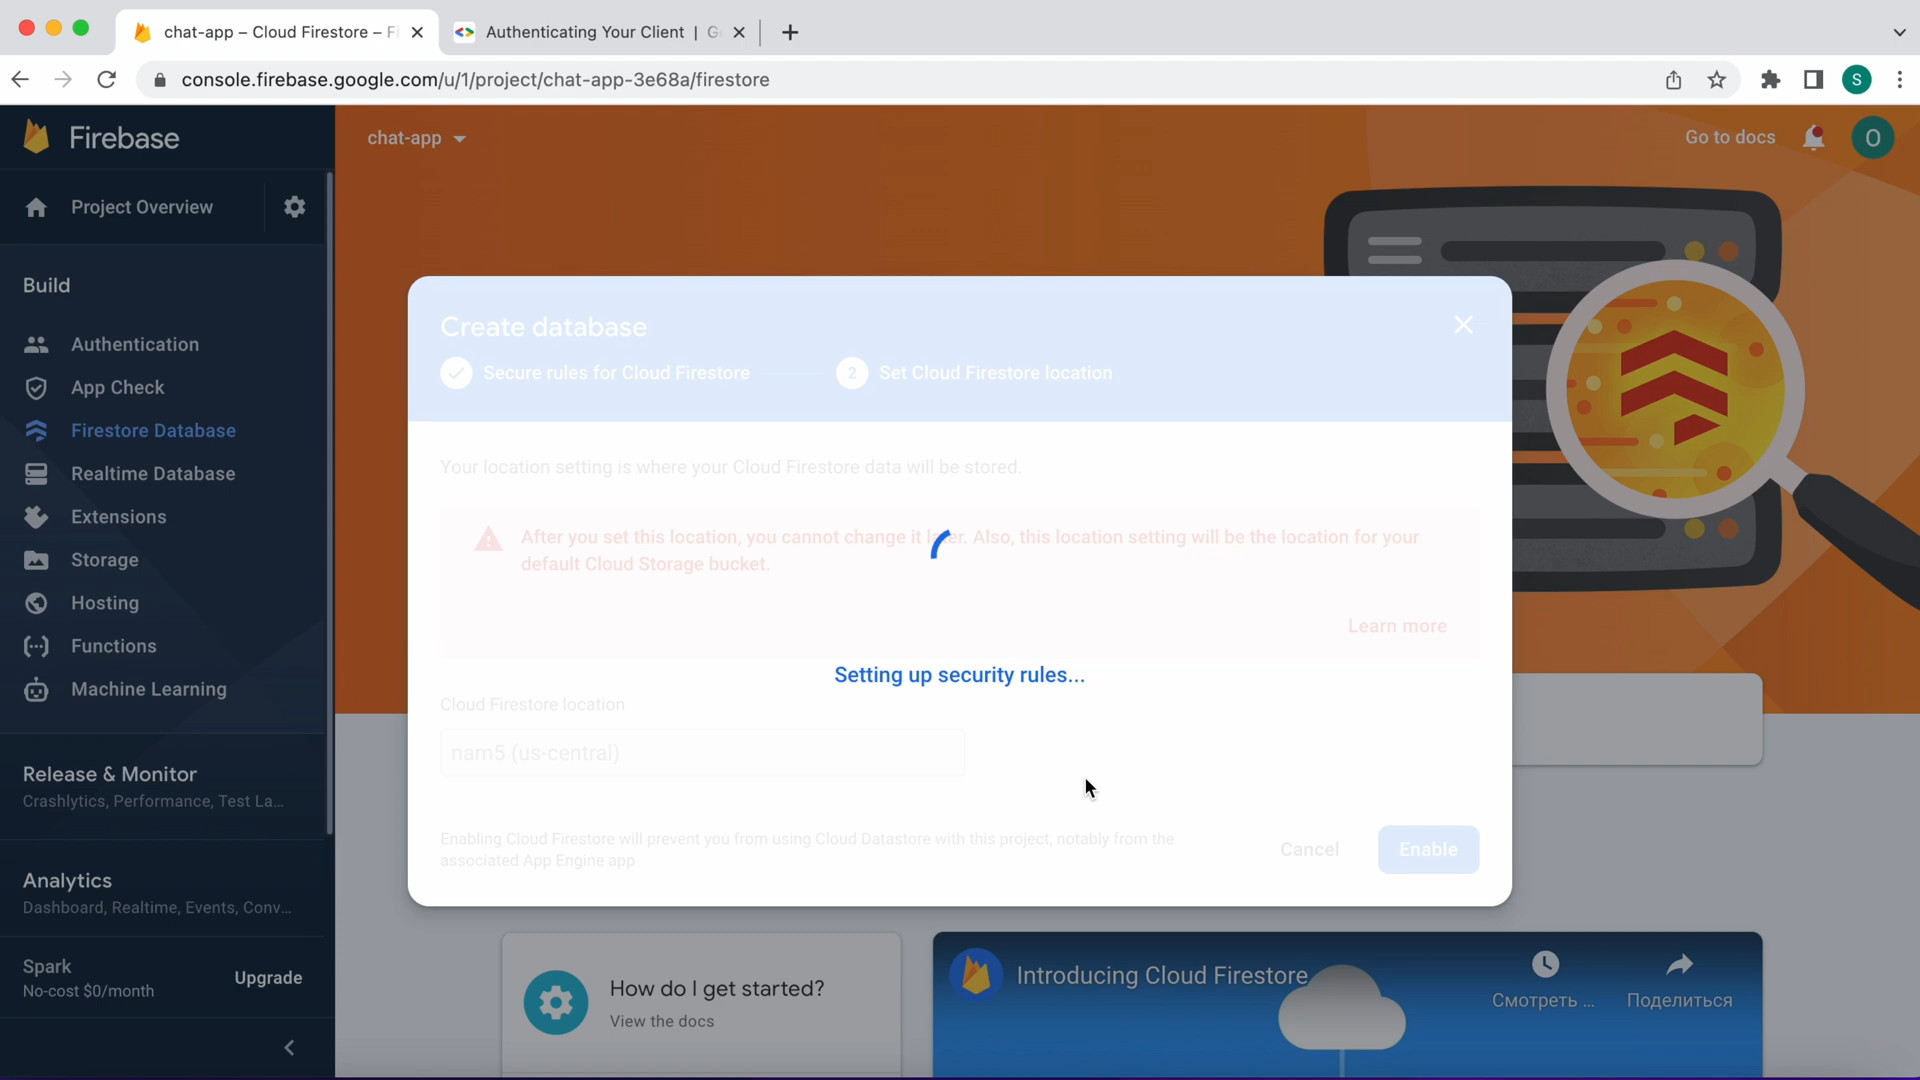 chat-app – Cloud Firestore – Fi
Authenticating Your Client | G
console.firebase.google.com/u/1/project/chat-app-3e68a/firestore
S
Firebase
chat-app
Go to docs
O
Project Overview
Build
Authentication
App Check
Firestore Database
Realtime Database
Extensions
Storage
Hosting
Functions
Machine Learning
Release & Monitor
Crashlytics, Performance, Test La...
Analytics
Dashboard, Realtime, Events, Conv...
Spark
No-cost $0/month
Upgrade
Create database
Secure rules for Cloud Firestore
2 Set Cloud Firestore location
Your location setting is where your Cloud Firestore data will be stored.
After you set this location, you cannot change it later. Also, this location setting will be the location for your
default Cloud Storage bucket.
Learn more
Setting up security rules...
Cloud Firestore location
nam5 (us-central)
Enabling Cloud Firestore will prevent you from using Cloud Datastore with this project, notably from the
associated App Engine app
Cancel
Enable
How do I get started?
View the docs
Introducing Cloud Firestore
Смотреть ...
Поделиться